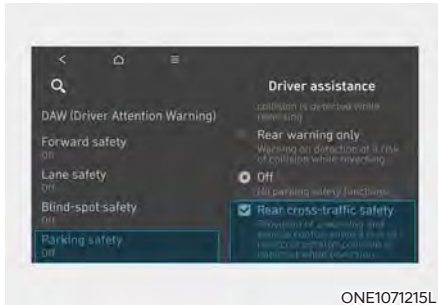 Driver assistance
DAW (Driver Attention Warning)
Forward safety
On
Lane safety
Off
Blind-spot safety
Off
Parking safety
Off
collision is detected while
reversing.
Rear warning only
Warning on detection of a risk
of collision while reversing.
Off
No parking safety functions.
Rear cross-traffic safety
ONE1071215L